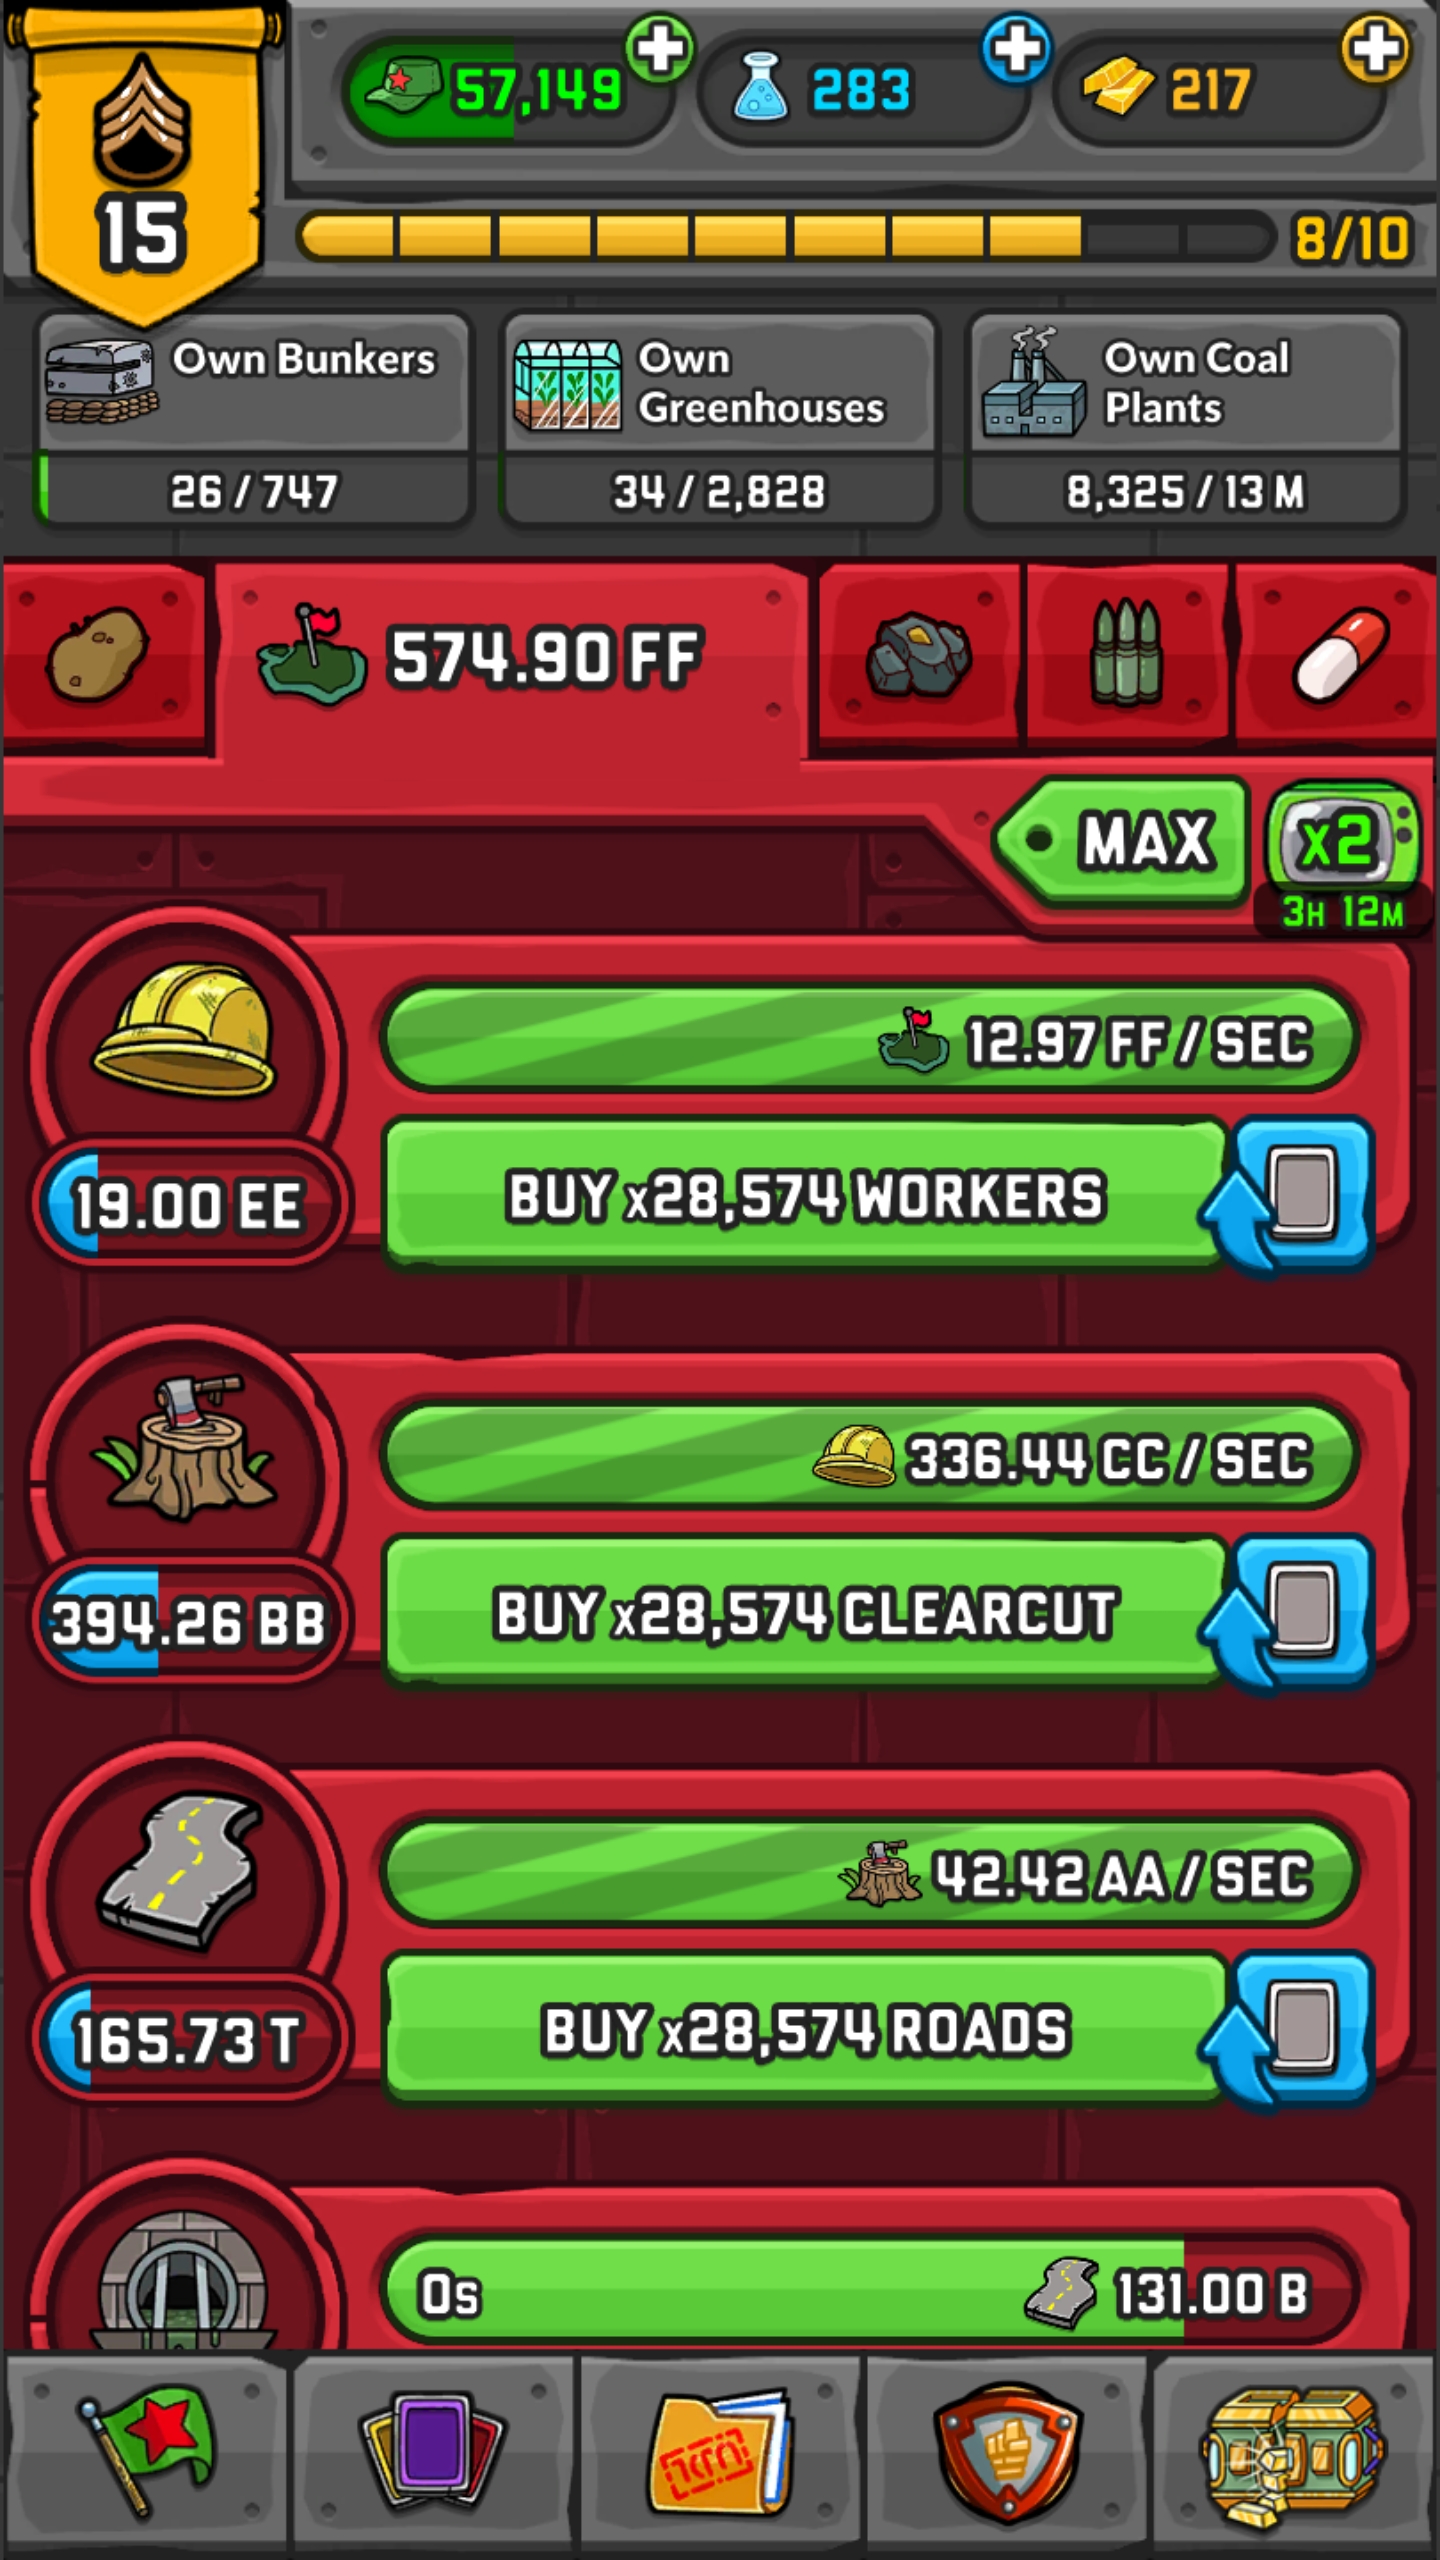 57,149
283
217
15
8/10
Own Bunkers
26 / 747
Own
Greenhouses
34 / 2,828
Own Coal
Plants
8,325 / 13 M
574.90 FF
MAX
x2
3H 12M
12.97 FF / SEC
19.00 EE
BUY x28,574 WORKERS
336.44 CC / SEC
394.26 BB
BUY x28,574 CLEARCUT
42.42 AA / SEC
165.73 T
BUY x28,574 ROADS
0s
131.00 B